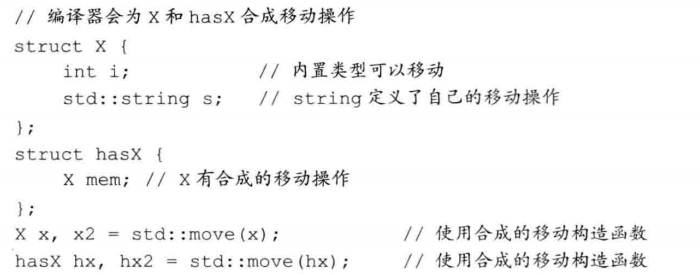 // 编译器会为 X 和 hasX 合成移动操作
struct X {
    int i;          // 内置类型可以移动
    std::string s;  // string 定义了自己的移动操作
};
struct hasX {
    X mem; // X 有合成的移动操作
};
X x, x2 = std::move(x);          // 使用合成的移动构造函数
hasX hx, hx2 = std::move(hx);    // 使用合成的移动构造函数